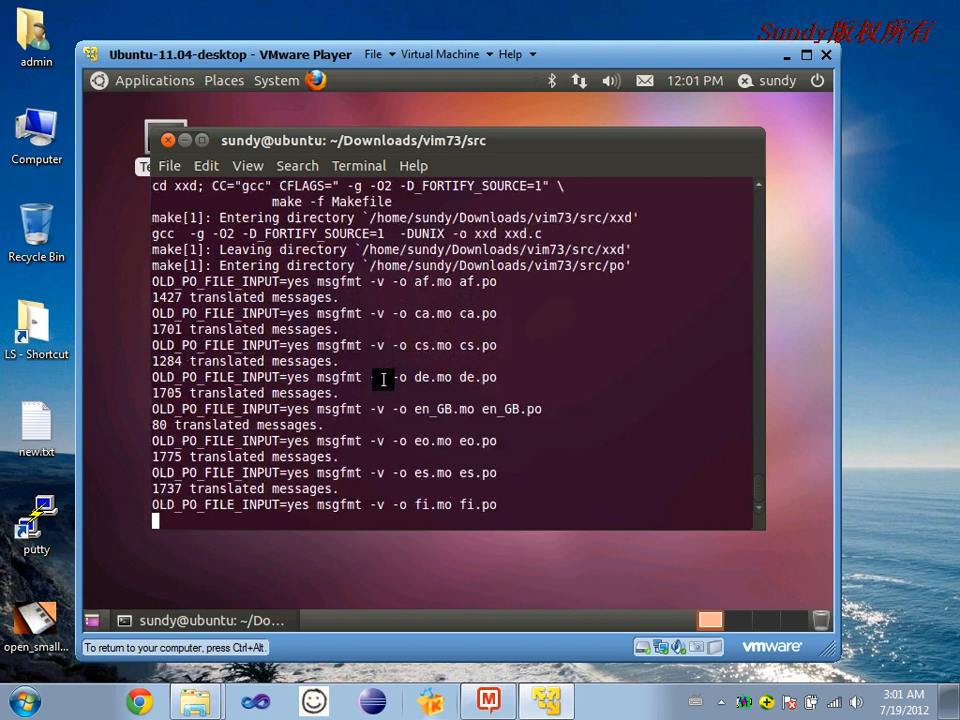 Sundy版权所有
admin
Computer
Recycle Bin
LS - Shortcut
new.txt
putty
open_small...
Ubuntu-11.04-desktop - VMware Player File Virtual Machine Help
Applications Places System 12:01 PM sundy
sundy@ubuntu: ~/Downloads/vim73/src
Te
File Edit View Search Terminal Help
cd xxd; CC="gcc" CFLAGS=" -g -O2 -D_FORTIFY_SOURCE=1" \
make -f Makefile
make[1]: Entering directory `/home/sundy/Downloads/vim73/src/xxd'
gcc -g -O2 -D_FORTIFY_SOURCE=1 -DUNIX -o xxd xxd.c
make[1]: Leaving directory `/home/sundy/Downloads/vim73/src/xxd'
make[1]: Entering directory `/home/sundy/Downloads/vim73/src/po'
OLD_PO_FILE_INPUT=yes msgfmt -v -o af.mo af.po
1427 translated messages.
OLD_PO_FILE_INPUT=yes msgfmt -v -o ca.mo ca.po
1701 translated messages.
OLD_PO_FILE_INPUT=yes msgfmt -v -o cs.mo cs.po
1284 translated messages.
OLD_PO_FILE_INPUT=yes msgfmt - -o de.mo de.po
1705 translated messages.
OLD_PO_FILE_INPUT=yes msgfmt -v -o en_GB.mo en_GB.po
80 translated messages.
OLD_PO_FILE_INPUT=yes msgfmt -v -o eo.mo eo.po
1775 translated messages.
OLD_PO_FILE_INPUT=yes msgfmt -v -o es.mo es.po
1737 translated messages.
OLD_PO_FILE_INPUT=yes msgfmt -v -o fi.mo fi.po
sundy@ubuntu: ~/Do...
To return to your computer, press Ctrl+Alt.
vmware
3:01 AM
7/19/2012